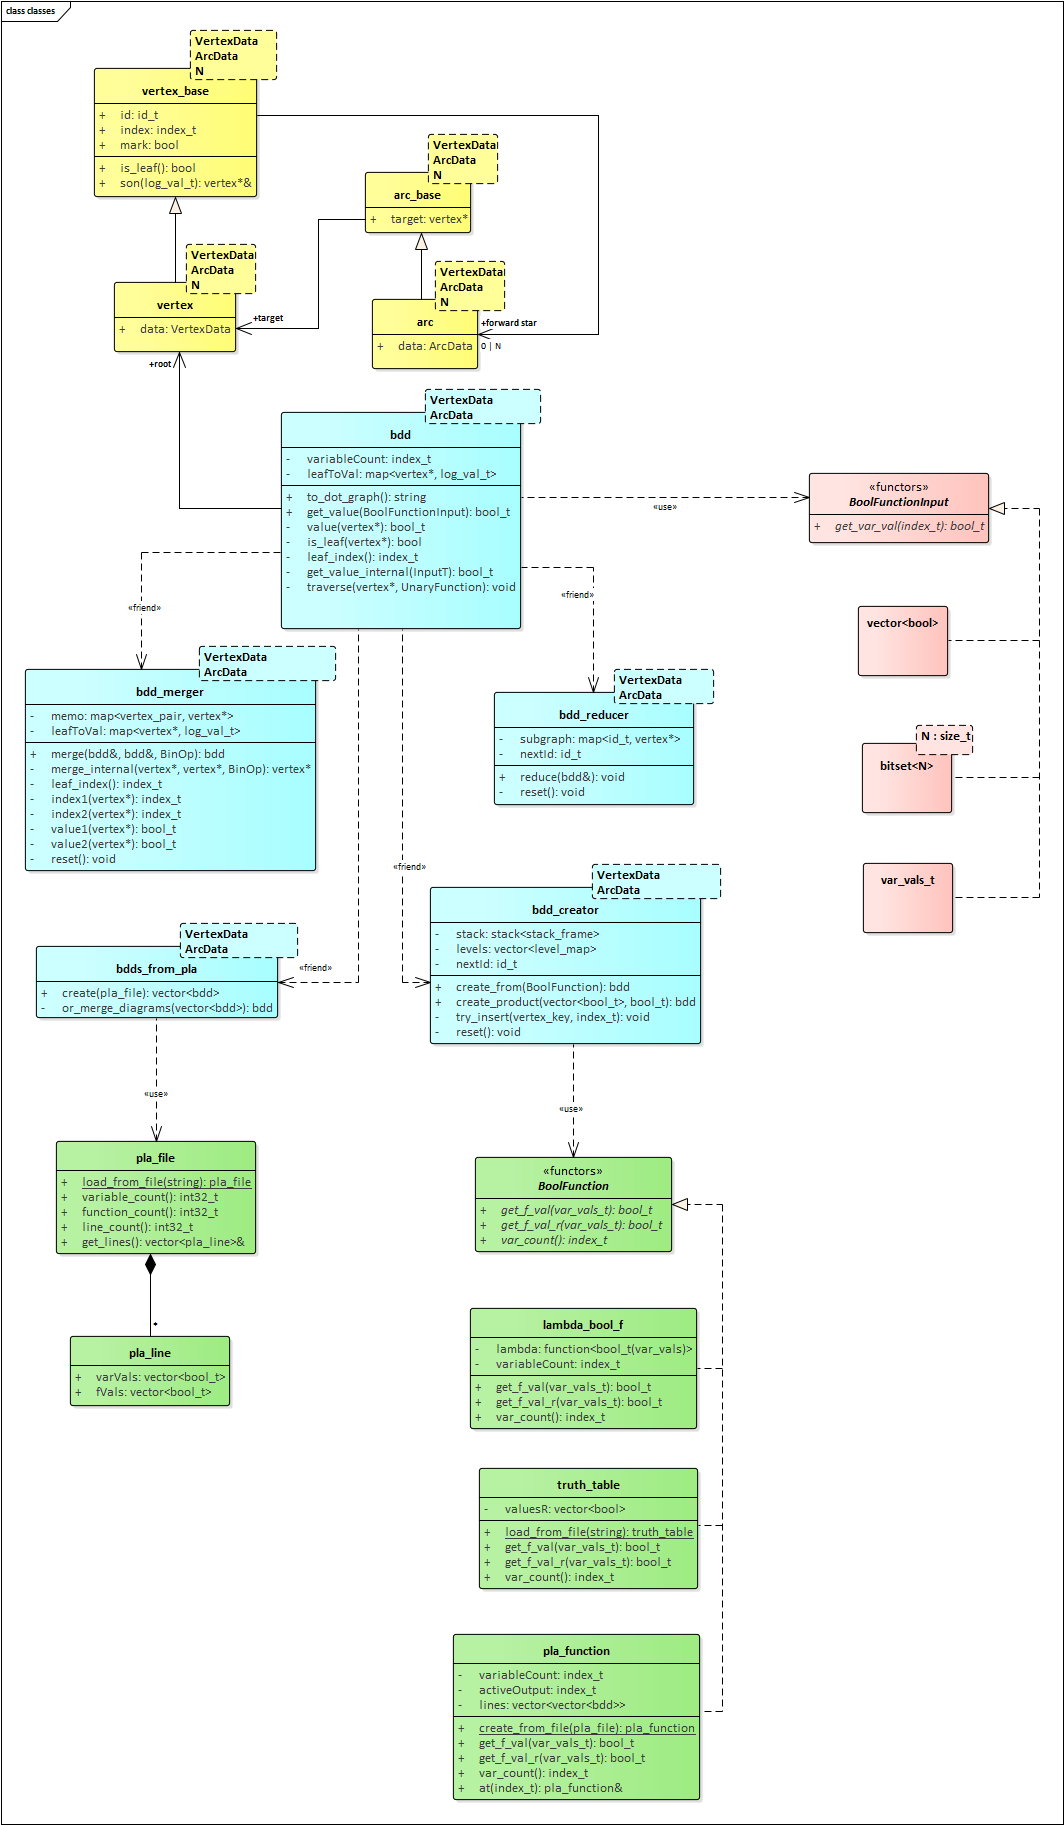 class classes
VertexData
ArcData
N
vertex_base
+ id: id_t
+ index: index_t
+ mark: bool
+ is_leaf(): bool
+ son(log_val_t): vertex*&
VertexData
ArcData
N
arc_base
+ target: vertex*
VertexData
ArcData
N
vertex
+ data: VertexData
+target
+root
VertexData
ArcData
N
arc
+ data: ArcData
+forward star
0 | N
VertexData
ArcData
bdd
- variableCount: index_t
- leafToVal: map<vertex*, log_val_t>
+ to_dot_graph(): string
+ get_value(BoolFunctionInput): bool_t
- value(vertex*): bool_t
- is_leaf(vertex*): bool
- leaf_index(): index_t
- get_value_internal(InputT): bool_t
- traverse(vertex*, UnaryFunction): void
«use»
«functors»
BoolFunctionInput
+ get_var_val(index_t): bool_t
«friend»
«friend»
vector<bool>
VertexData
ArcData
bdd_merger
- memo: map<vertex_pair, vertex*>
- leafToVal: map<vertex*, log_val_t>
+ merge(bdd&, bdd&, BinOp): bdd
- merge_internal(vertex*, vertex*, BinOp): vertex*
- leaf_index(): index_t
- index1(vertex*): index_t
- index2(vertex*): index_t
- value1(vertex*): bool_t
- value2(vertex*): bool_t
- reset(): void
VertexData
ArcData
bdd_reducer
- subgraph: map<id_t, vertex*>
- nextId: id_t
+ reduce(bdd&): void
- reset(): void
N : size_t
bitset<N>
var_vals_t
«friend»
VertexData
ArcData
bdd_creator
- stack: stack<stack_frame>
- levels: vector<level_map>
- nextId: id_t
+ create_from(BoolFunction): bdd
+ create_product(vector<bool_t>, bool_t): bdd
- try_insert(vertex_key, index_t): void
- reset(): void
VertexData
ArcData
bdds_from_pla
+ create(pla_file): vector<bdd>
- or_merge_diagrams(vector<bdd>): bdd
«friend»
«use»
«use»
pla_file
+ load_from_file(string): pla_file
+ variable_count(): int32_t
+ function_count(): int32_t
+ line_count(): int32_t
+ get_lines(): vector<pla_line>&
*
pla_line
+ varVals: vector<bool_t>
+ fVals: vector<bool_t>
«functors»
BoolFunction
+ get_f_val(var_vals_t): bool_t
+ get_f_val_r(var_vals_t): bool_t
+ var_count(): index_t
lambda_bool_f
- lambda: function<bool_t(var_vals)>
- variableCount: index_t
+ get_f_val(var_vals_t): bool_t
+ get_f_val_r(var_vals_t): bool_t
+ var_count(): index_t
truth_table
- valuesR: vector<bool>
+ load_from_file(string): truth_table
+ get_f_val(var_vals_t): bool_t
+ get_f_val_r(var_vals_t): bool_t
+ var_count(): index_t
pla_function
- variableCount: index_t
- activeOutput: index_t
- lines: vector<vector<bdd>>
+ create_from_file(pla_file): pla_function
+ get_f_val(var_vals_t): bool_t
+ get_f_val_r(var_vals_t): bool_t
+ var_count(): index_t
+ at(index_t): pla_function&